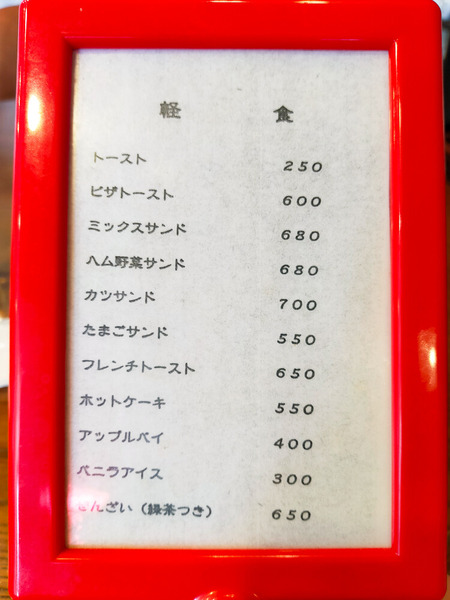 軽 食
トースト 250
ピザトースト 600
ミックスサンド 680
ハム野菜サンド 680
カツサンド 700
たまごサンド 550
フレンチトースト 650
ホットケーキ 550
アップルパイ 400
バニラアイス 300
ぜんざい（緑茶つき） 650